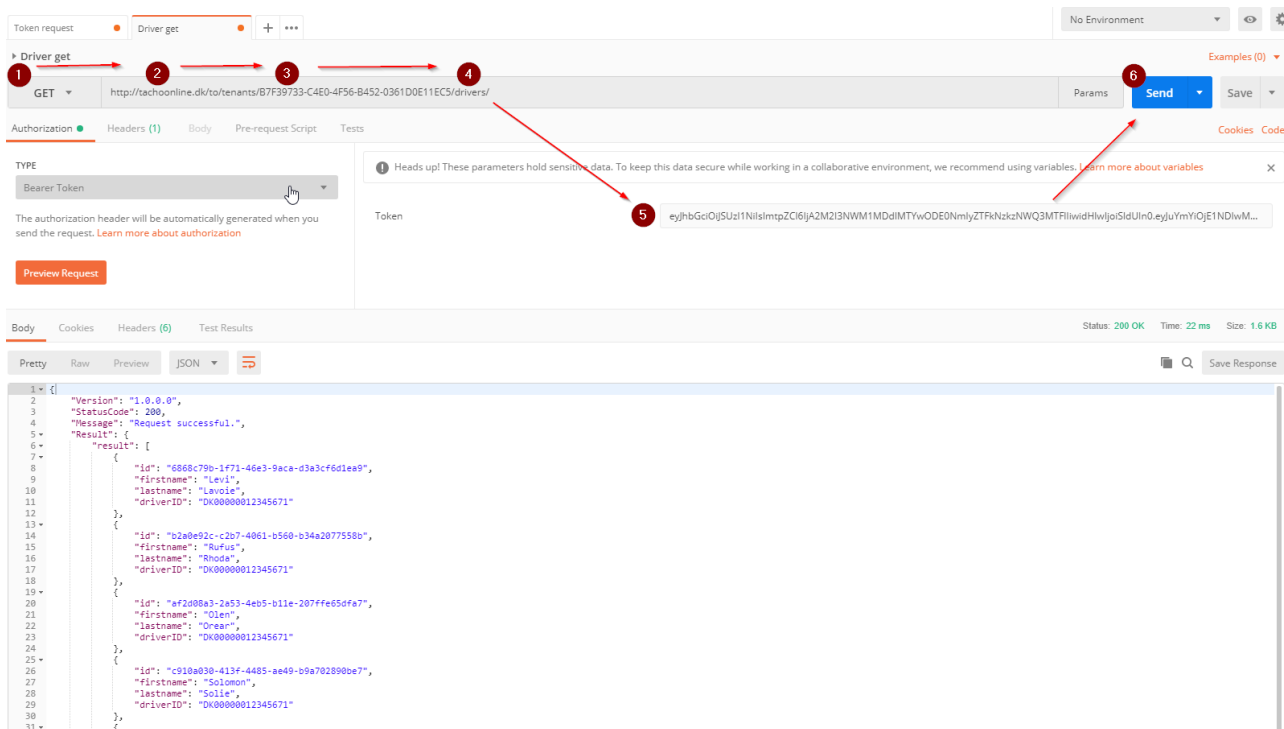 Token request Driver get + ••• No Environment
Driver get Examples (0)
1 2 3 4 6
GET http://tachoonline.dk/to/tenants/B7F39733-C4E0-4F56-B452-0361D0E11EC5/drivers/ Params Send Save
Authorization Headers (1) Body Pre-request Script Tests Cookies Code
TYPE
Heads up! These parameters hold sensitive data. To keep this data secure while working in a collaborative environment, we recommend using variables. Learn more about variables
Bearer Token
The authorization header will be automatically generated when you
send the request. Learn more about authorization
Token 5
Preview Request
Body Cookies Headers (6) Test Results Status: 200 OK Time: 22 ms Size: 1.6 KB
Pretty Raw Preview JSON Save Response
1 {
2 "Version": "1.0.0.0",
3 "StatusCode": 200,
4 "Message": "Request successful.",
5 "Result": {
6 "result": [
7 {
8 "id": "6868c79b-1f71-46e3-9aca-d3a3cf6d1ea9",
9 "firstname": "Levi",
10 "lastname": "Lavoie",
11 "driverID": "DK00000012345671"
12 },
13 {
14 "id": "b2a0e92c-c2b7-4061-b560-b34a2077558b",
15 "firstname": "Rufus",
16 "lastname": "Rhoda",
17 "driverID": "DK00000012345671"
18 },
19 {
20 "id": "af2d08a3-2a53-4eb5-b11e-207ffe65dfa7",
21 "firstname": "Olen",
22 "lastname": "Orear",
23 "driverID": "DK00000012345671"
24 },
25 {
26 "id": "c910a030-413f-4485-ae49-b9a702890be7",
27 "firstname": "Solomon",
28 "lastname": "Solie",
29 "driverID": "DK00000012345671"
30 },
31 {